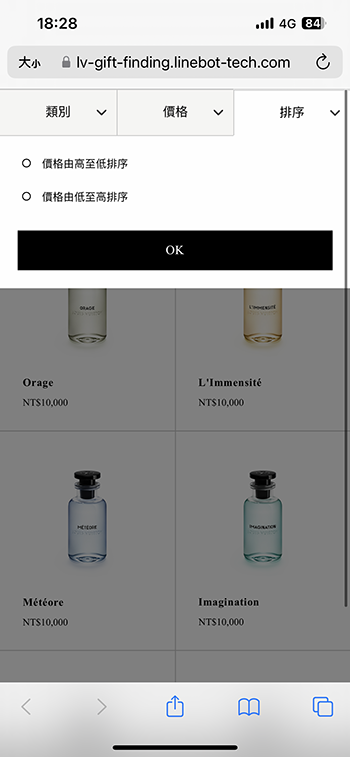 18:28
4G 84
大小 lv-gift-finding.linebot-tech.com
類別 價格 排序
價格由高至低排序
價格由低至高排序
OK
ORAGE L'IMMENSITÉ
Orage L'Immensité
NT$10,000 NT$10,000
MÉTÉORE IMAGINATION
Météore Imagination
NT$10,000 NT$10,000